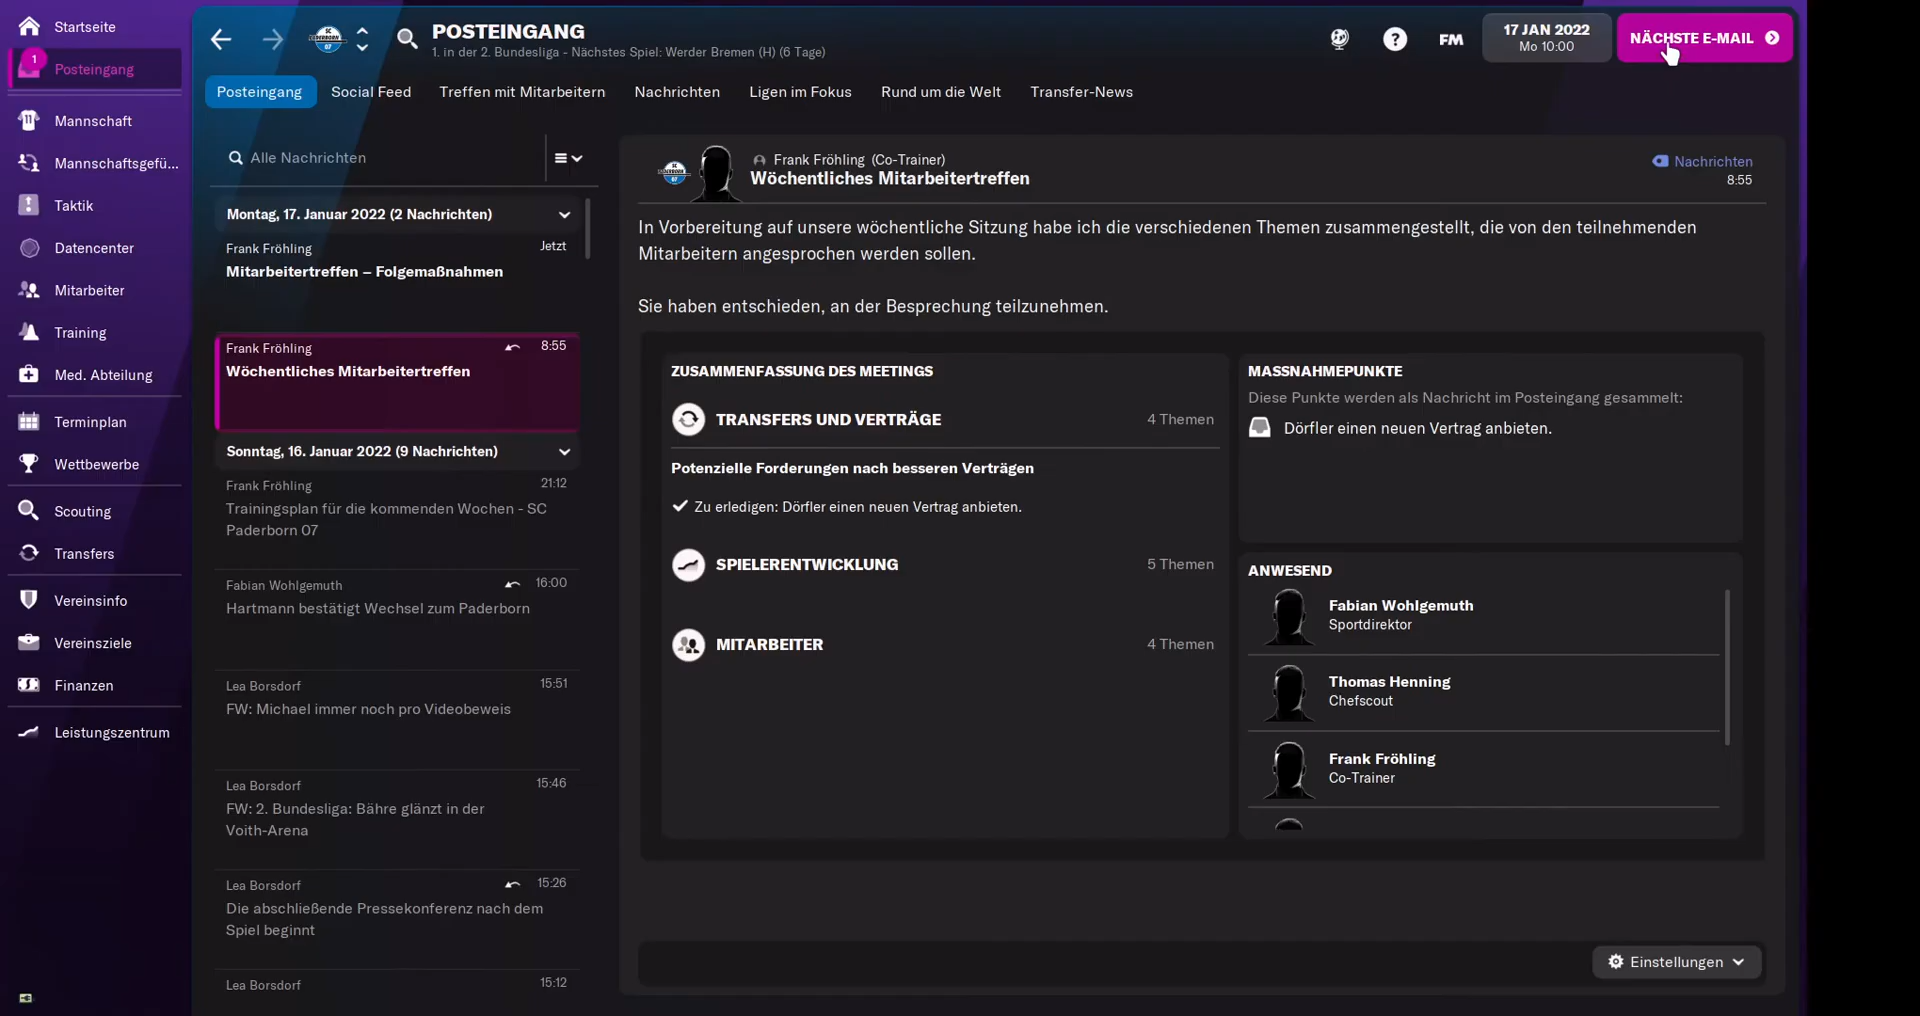 Startseite
1
Posteingang
Mannschaft
Mannschaftsgefü...
Taktik
Datencenter
Mitarbeiter
Training
Med. Abteilung
Terminplan
Wettbewerbe
Scouting
Transfers
Vereinsinfo
Vereinsziele
Finanzen
Leistungszentrum
POSTEINGANG
1. in der 2. Bundesliga - Nächstes Spiel: Werder Bremen (H) (6 Tage)
?
FM
17 JAN 2022
Mo 10:00
NÄCHSTE E-MAIL
Posteingang
Social Feed
Treffen mit Mitarbeitern
Nachrichten
Ligen im Fokus
Rund um die Welt
Transfer-News
Alle Nachrichten
Montag, 17. Januar 2022 (2 Nachrichten)
Frank Fröhling
Jetzt
Mitarbeitertreffen – Folgemaßnahmen
Frank Fröhling
8:55
Wöchentliches Mitarbeitertreffen
Sonntag, 16. Januar 2022 (9 Nachrichten)
Frank Fröhling
21:12
Trainingsplan für die kommenden Wochen - SC
Paderborn 07
Fabian Wohlgemuth
16:00
Hartmann bestätigt Wechsel zum Paderborn
Lea Borsdorf
15:51
FW: Michael immer noch pro Videobeweis
Lea Borsdorf
15:46
FW: 2. Bundesliga: Bähre glänzt in der
Voith-Arena
Lea Borsdorf
15:26
Die abschließende Pressekonferenz nach dem
Spiel beginnt
Lea Borsdorf
15:12
Frank Fröhling (Co-Trainer)
Wöchentliches Mitarbeitertreffen
Nachrichten
8:55
In Vorbereitung auf unsere wöchentliche Sitzung habe ich die verschiedenen Themen zusammengestellt, die von den teilnehmenden
Mitarbeitern angesprochen werden sollen.
Sie haben entschieden, an der Besprechung teilzunehmen.
ZUSAMMENFASSUNG DES MEETINGS
TRANSFERS UND VERTRÄGE
4 Themen
Potenzielle Forderungen nach besseren Verträgen
Zu erledigen: Dörfler einen neuen Vertrag anbieten.
SPIELERENTWICKLUNG
5 Themen
MITARBEITER
4 Themen
MASSNAHMEPUNKTE
Diese Punkte werden als Nachricht im Posteingang gesammelt:
Dörfler einen neuen Vertrag anbieten.
ANWESEND
Fabian Wohlgemuth
Sportdirektor
Thomas Henning
Chefscout
Frank Fröhling
Co-Trainer
Einstellungen